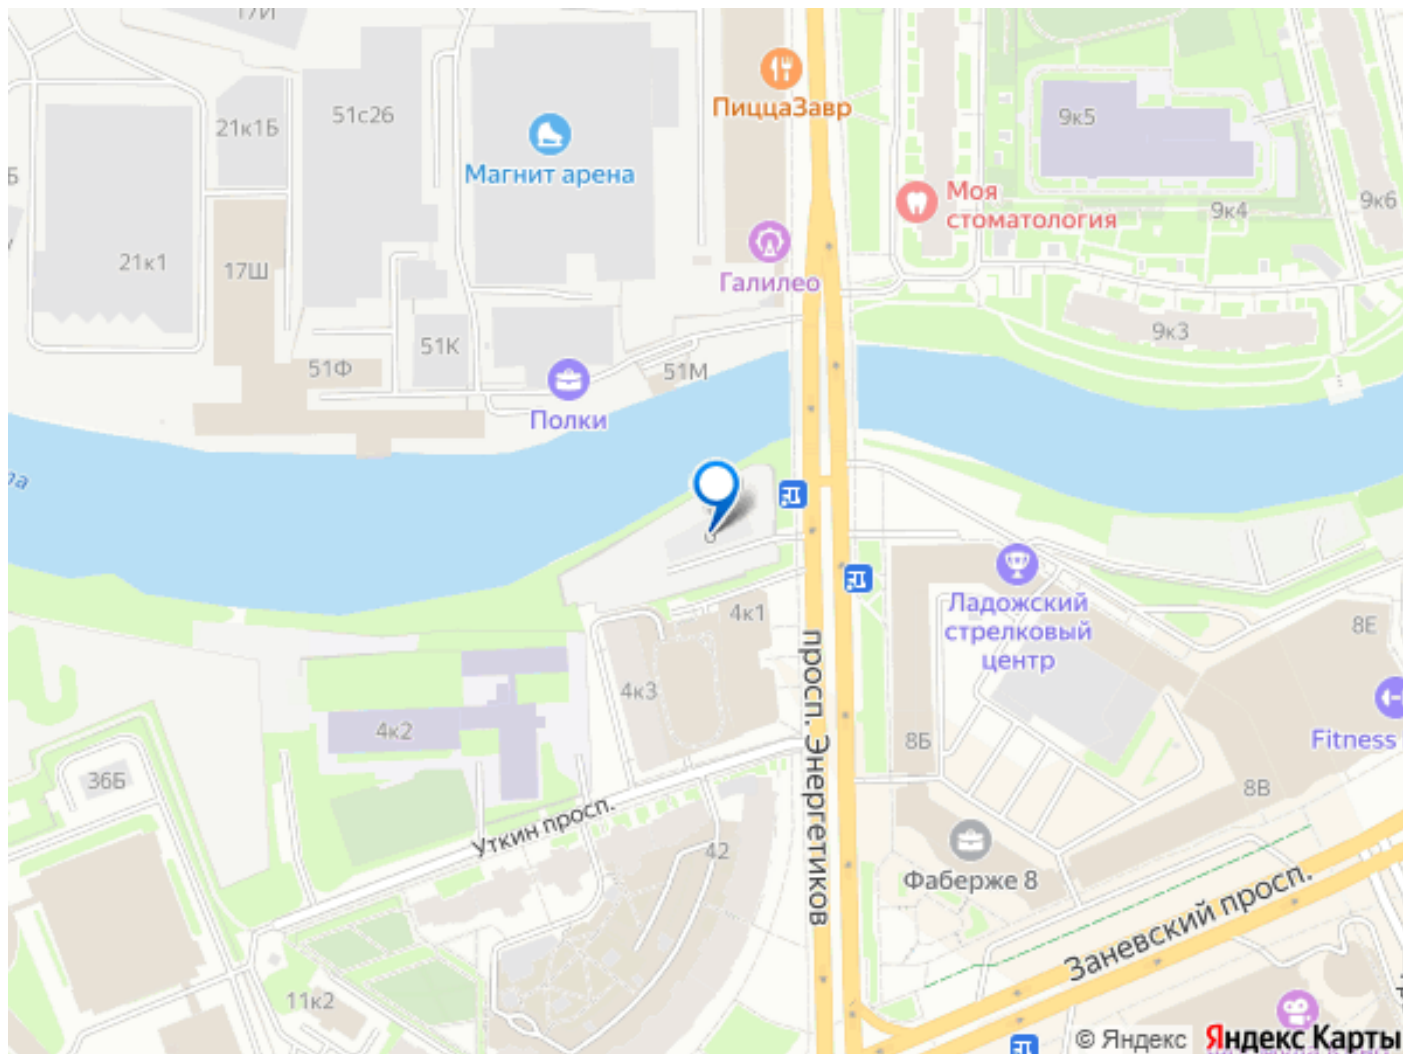 17И
ПиццаЗавр
51с26
21к1Б
9к5
Магнит арена
Моя
стоматология
9к6
9к4
21к1
17Ш
Галилео
51К
9к3
51Ф
51М
Полки
4к1
Ладожский
стрелковый
центр
8Е
4к3
4к2
просп. Энергетиков
8Б
Fitness
36Б
8В
Уткин просп.
42
Фаберже 8
Заневский просп.
11к2
© Яндекс Яндекс Карты